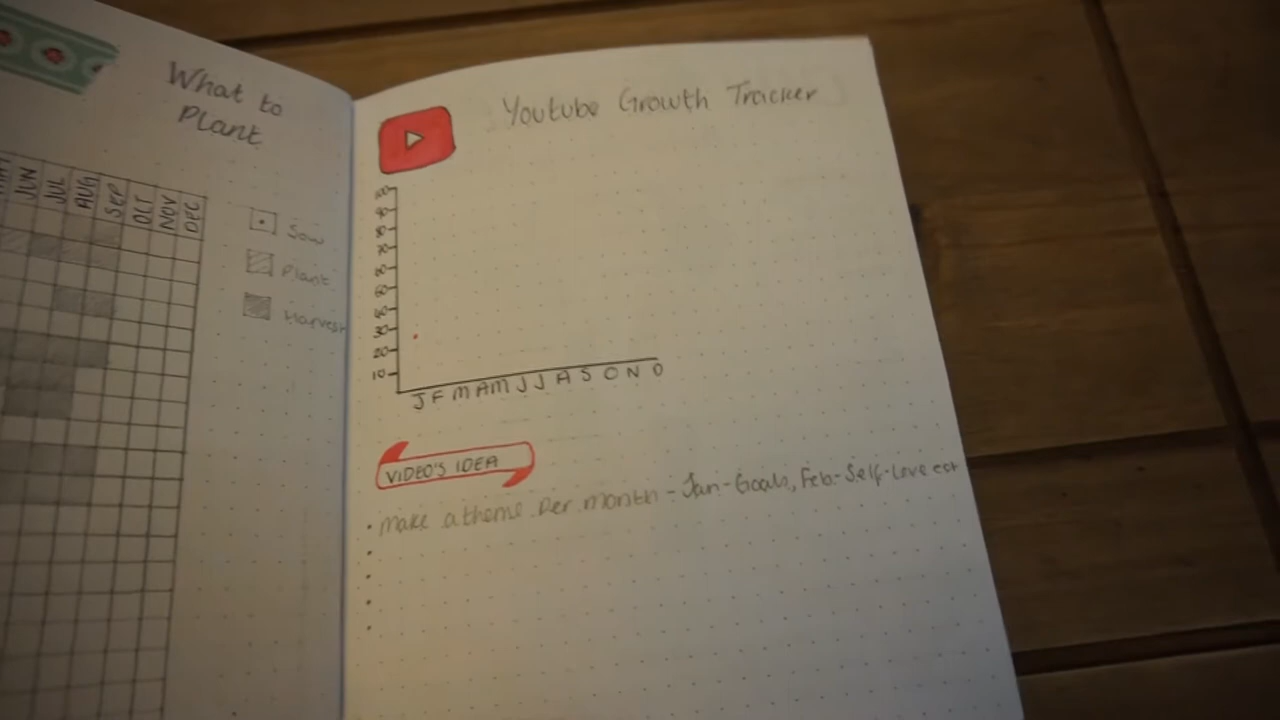 What to
Plant
JUN JUL AUG SEP OCT NOV DEC
Sow
Plant
Harvest
Youtube Growth Tracker
100
90
80
70
60
50
40
30
20
10
J F M A M J J A S O N D
VIDEO'S IDEA
• make a theme per month - Jan-Goals, Feb-Self-Love ect